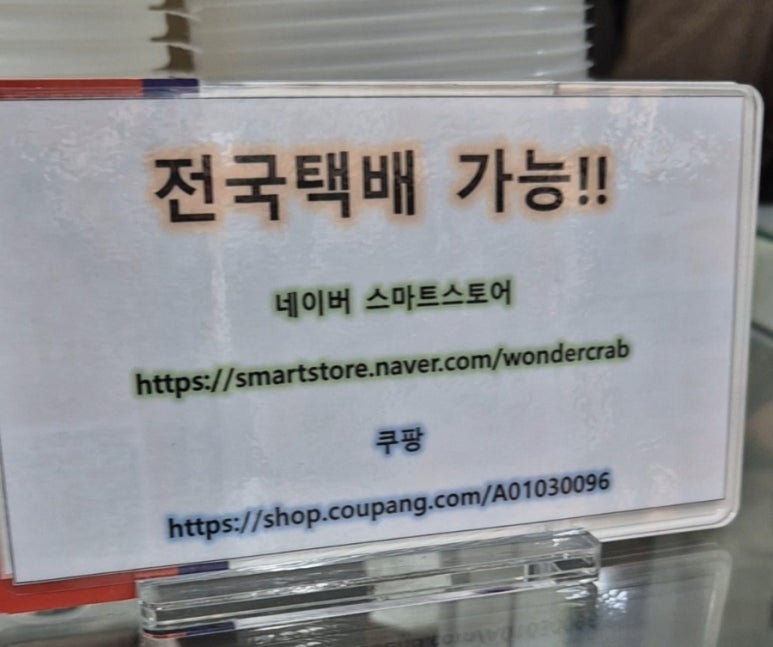 전국택배 가능!!
네이버 스마트스토어
https://smartstore.naver.com/wondercrab
쿠팡
https://shop.coupang.com/A01030096